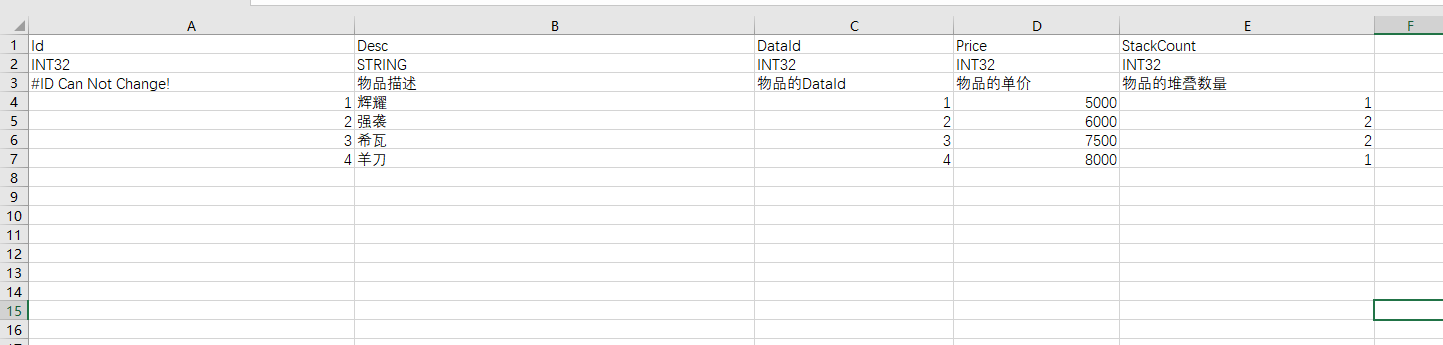 A B C D E F
1 Id Desc DataId Price StackCount
2 INT32 STRING INT32 INT32 INT32
3 #ID Can Not Change! 物品描述 物品的DataId 物品的单价 物品的堆叠数量
4 1 辉耀 1 5000 1
5 2 强袭 2 6000 2
6 3 希瓦 3 7500 2
7 4 羊刀 4 8000 1
8
9
10
11
12
13
14
15
16